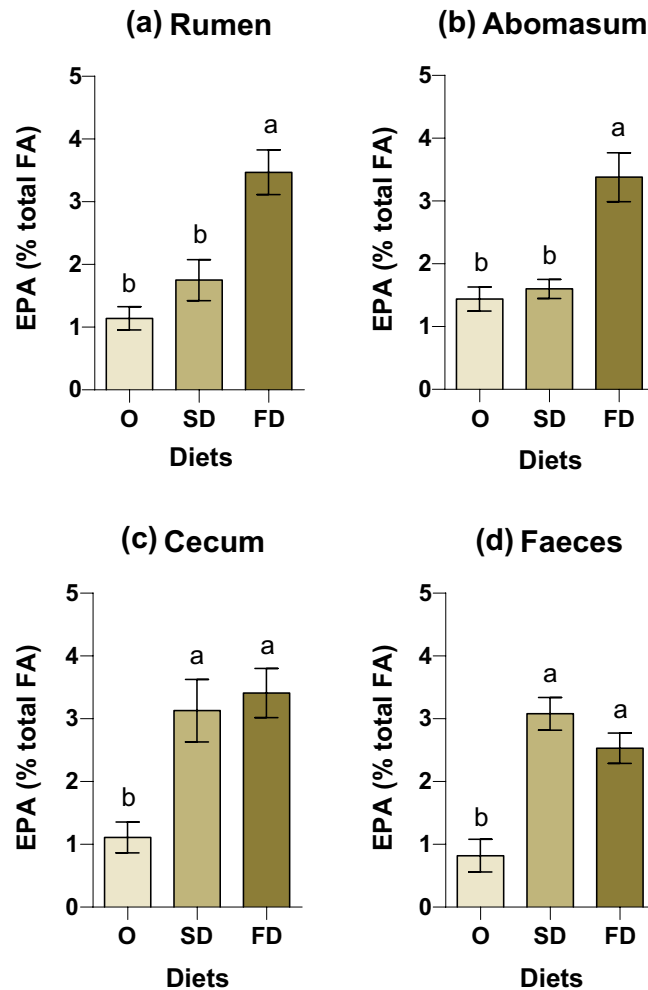 (a) Rumen
EPA (% total FA)
5
4
3
2
1
0
b
b
a
O SD FD
Diets
(b) Abomasum
EPA (% total FA)
5
4
3
2
1
0
b
b
a
O SD FD
Diets
(c) Cecum
EPA (% total FA)
5
4
3
2
1
0
b
a
a
O SD FD
Diets
(d) Faeces
EPA (% total FA)
5
4
3
2
1
0
b
a
a
O SD FD
Diets